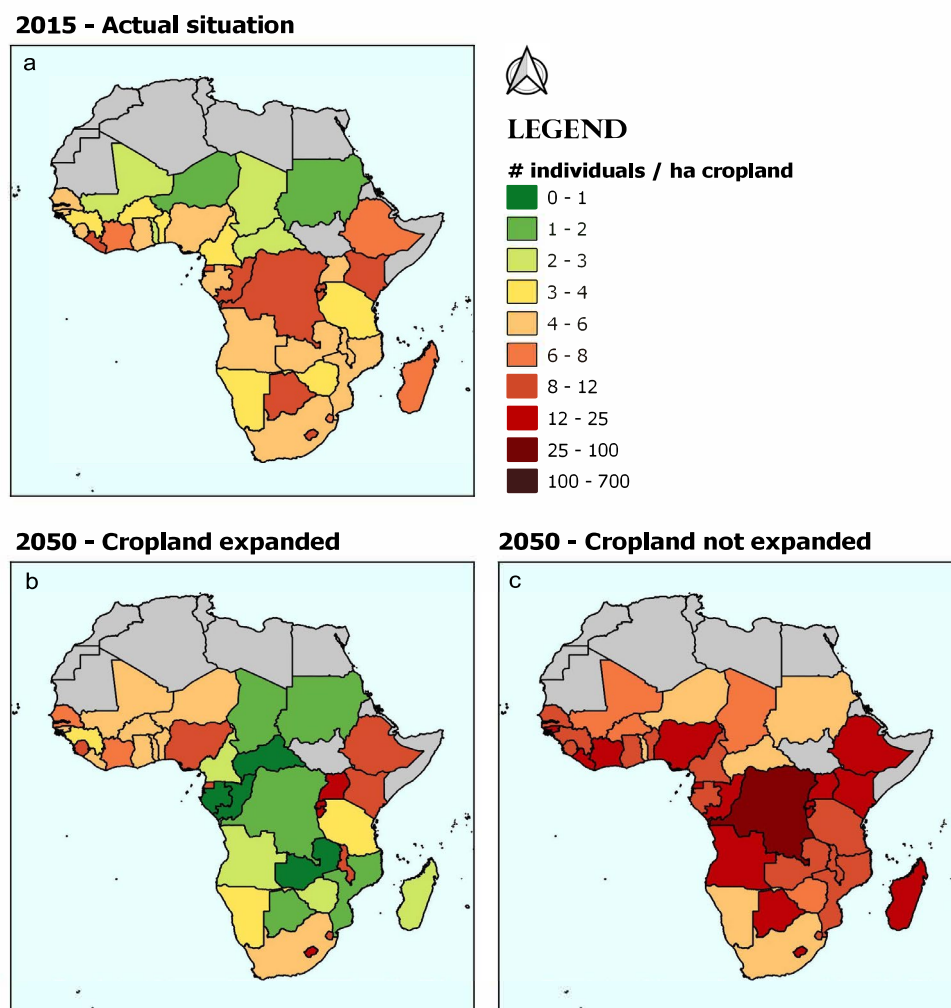 2015 - Actual situation
a
LEGEND
# individuals / ha cropland
0 - 1
1 - 2
2 - 3
3 - 4
4 - 6
6 - 8
8 - 12
12 - 25
25 - 100
100 - 700
2050 - Cropland expanded
b
2050 - Cropland not expanded
c